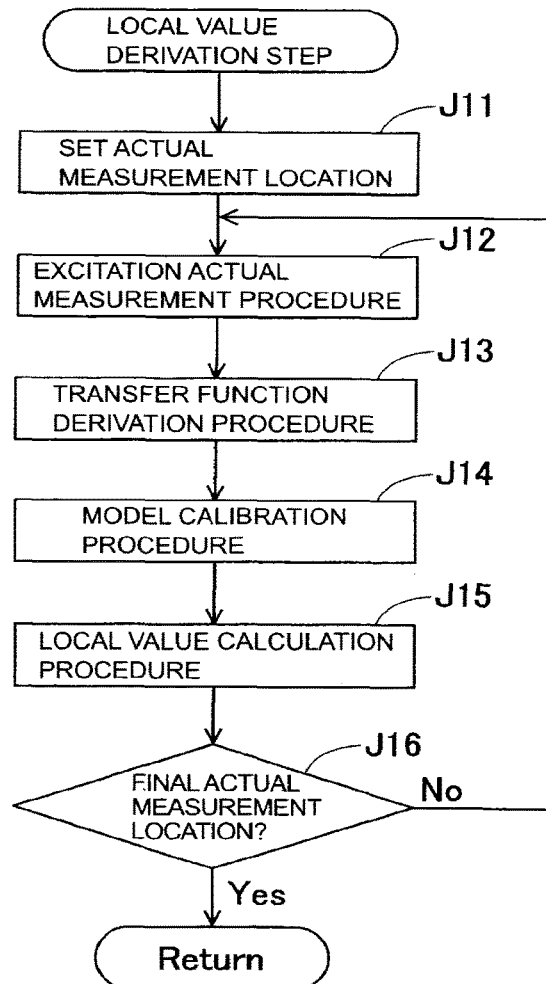 LOCAL VALUE
DERIVATION STEP
J11
SET ACTUAL
MEASUREMENT LOCATION
J12
EXCITATION ACTUAL
MEASUREMENT PROCEDURE
J13
TRANSFER FUNCTION
DERIVATION PROCEDURE
J14
MODEL CALIBRATION
PROCEDURE
J15
LOCAL VALUE CALCULATION
PROCEDURE
J16
FINAL ACTUAL
MEASUREMENT
LOCATION?
No
Yes
Return